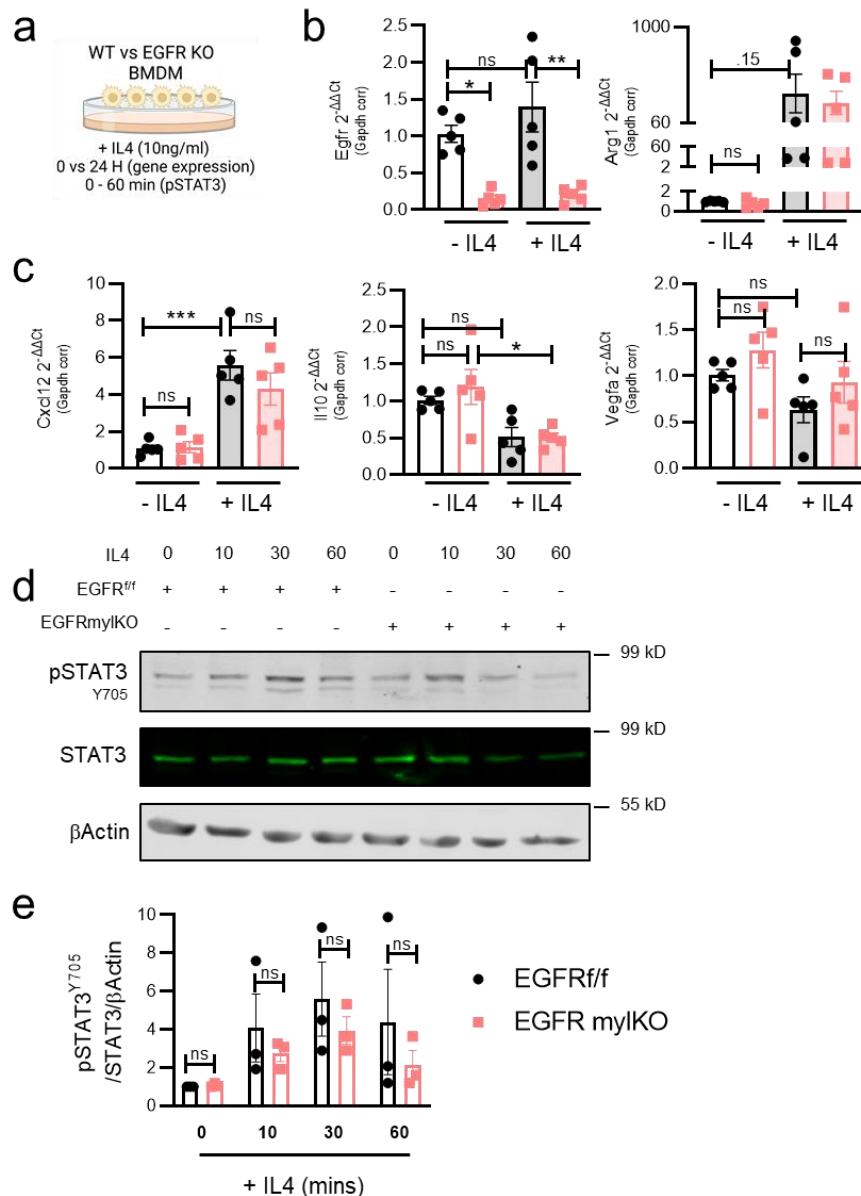 a
WT vs EGFR KO
BMDM
+ IL4 (10ng/ml)
0 vs 24 H (gene expression)
0 - 60 min (pSTAT3)
b
Egfr 2-ΔΔCt
(Gapdh corr)
2.5
2.0
1.5
1.0
0.5
0.0
ns
*
**
- IL4
+ IL4
Arg1 2-ΔΔCt
(Gapdh corr)
1000
60
60
2
2
0
.15
ns
- IL4
+ IL4
c
Cxcl12 2-ΔΔCt
(Gapdh corr)
10
8
6
4
2
0
***
ns
ns
- IL4
+ IL4
Il10 2-ΔΔCt
(Gapdh corr)
2.5
2.0
1.5
1.0
0.5
0.0
ns
ns
*
- IL4
+ IL4
Vegfa 2-ΔΔCt
(Gapdh corr)
2.0
1.5
1.0
0.5
0.0
ns
ns
ns
- IL4
+ IL4
d
IL4 0 10 30 60 0 10 30 60
EGFRf/f + + + + - - - -
EGFRmylKO - - - - + + + +
pSTAT3
Y705
99 kD
STAT3
99 kD
βActin
55 kD
e
pSTAT3Y705
/STAT3/βActin
10
8
6
4
2
0
ns
ns
ns
ns
0 10 30 60
+ IL4 (mins)
EGFRf/f
EGFR mylKO